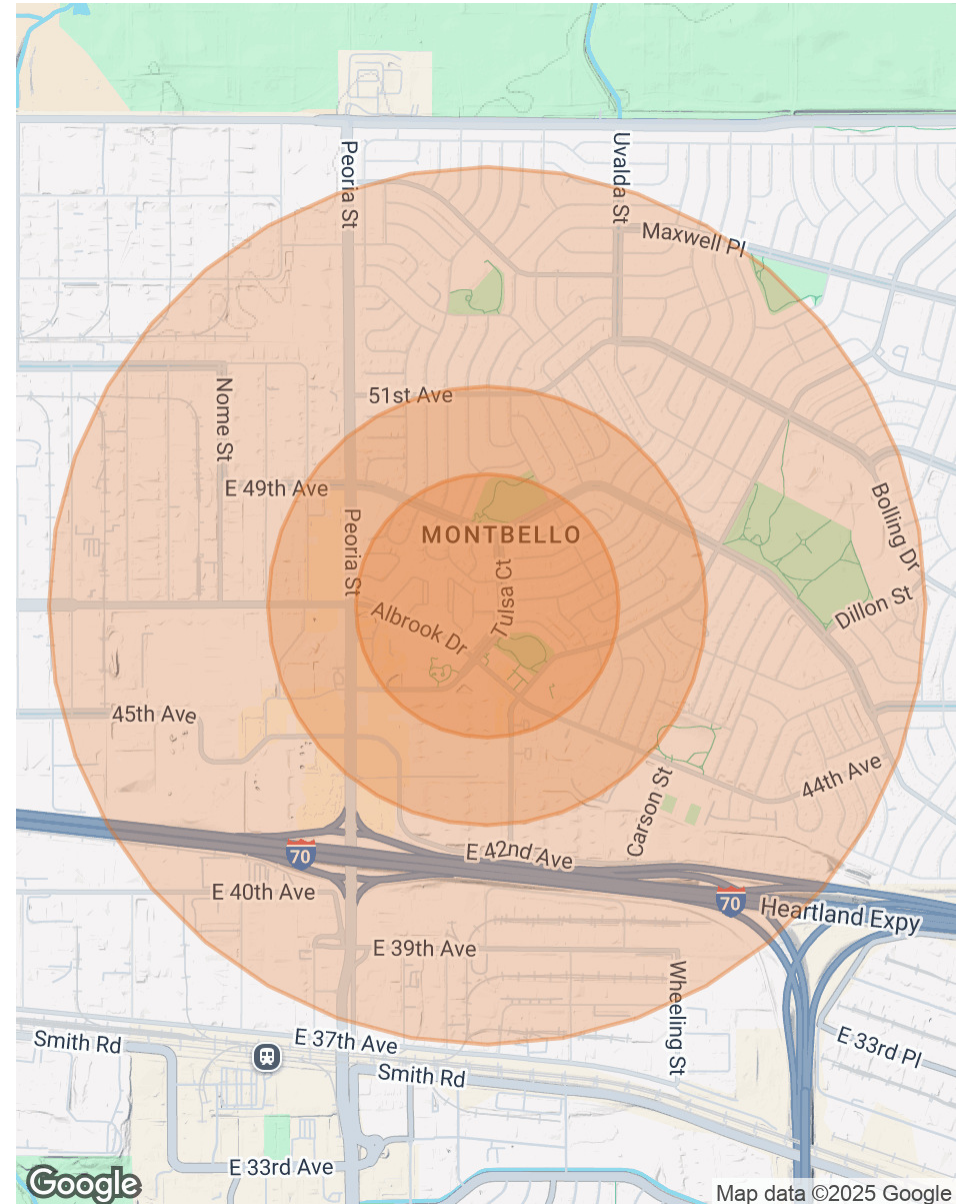 Peoria St
Uvalda St
Maxwell Pl
51st Ave
Nome St
E 49th Ave
Peoria St
MONTBELLO
Bolling Dr
Tulsa Ct
Albrook Dr
Dillon St
45th Ave
44th Ave
Carson St
70
E 42nd Ave
E 40th Ave
70
Heartland Expy
E 39th Ave
Wheeling St
Smith Rd
E 37th Ave
E 33rd Pl
Smith Rd
E 33rd Ave
Google
Map data ©2025 Google